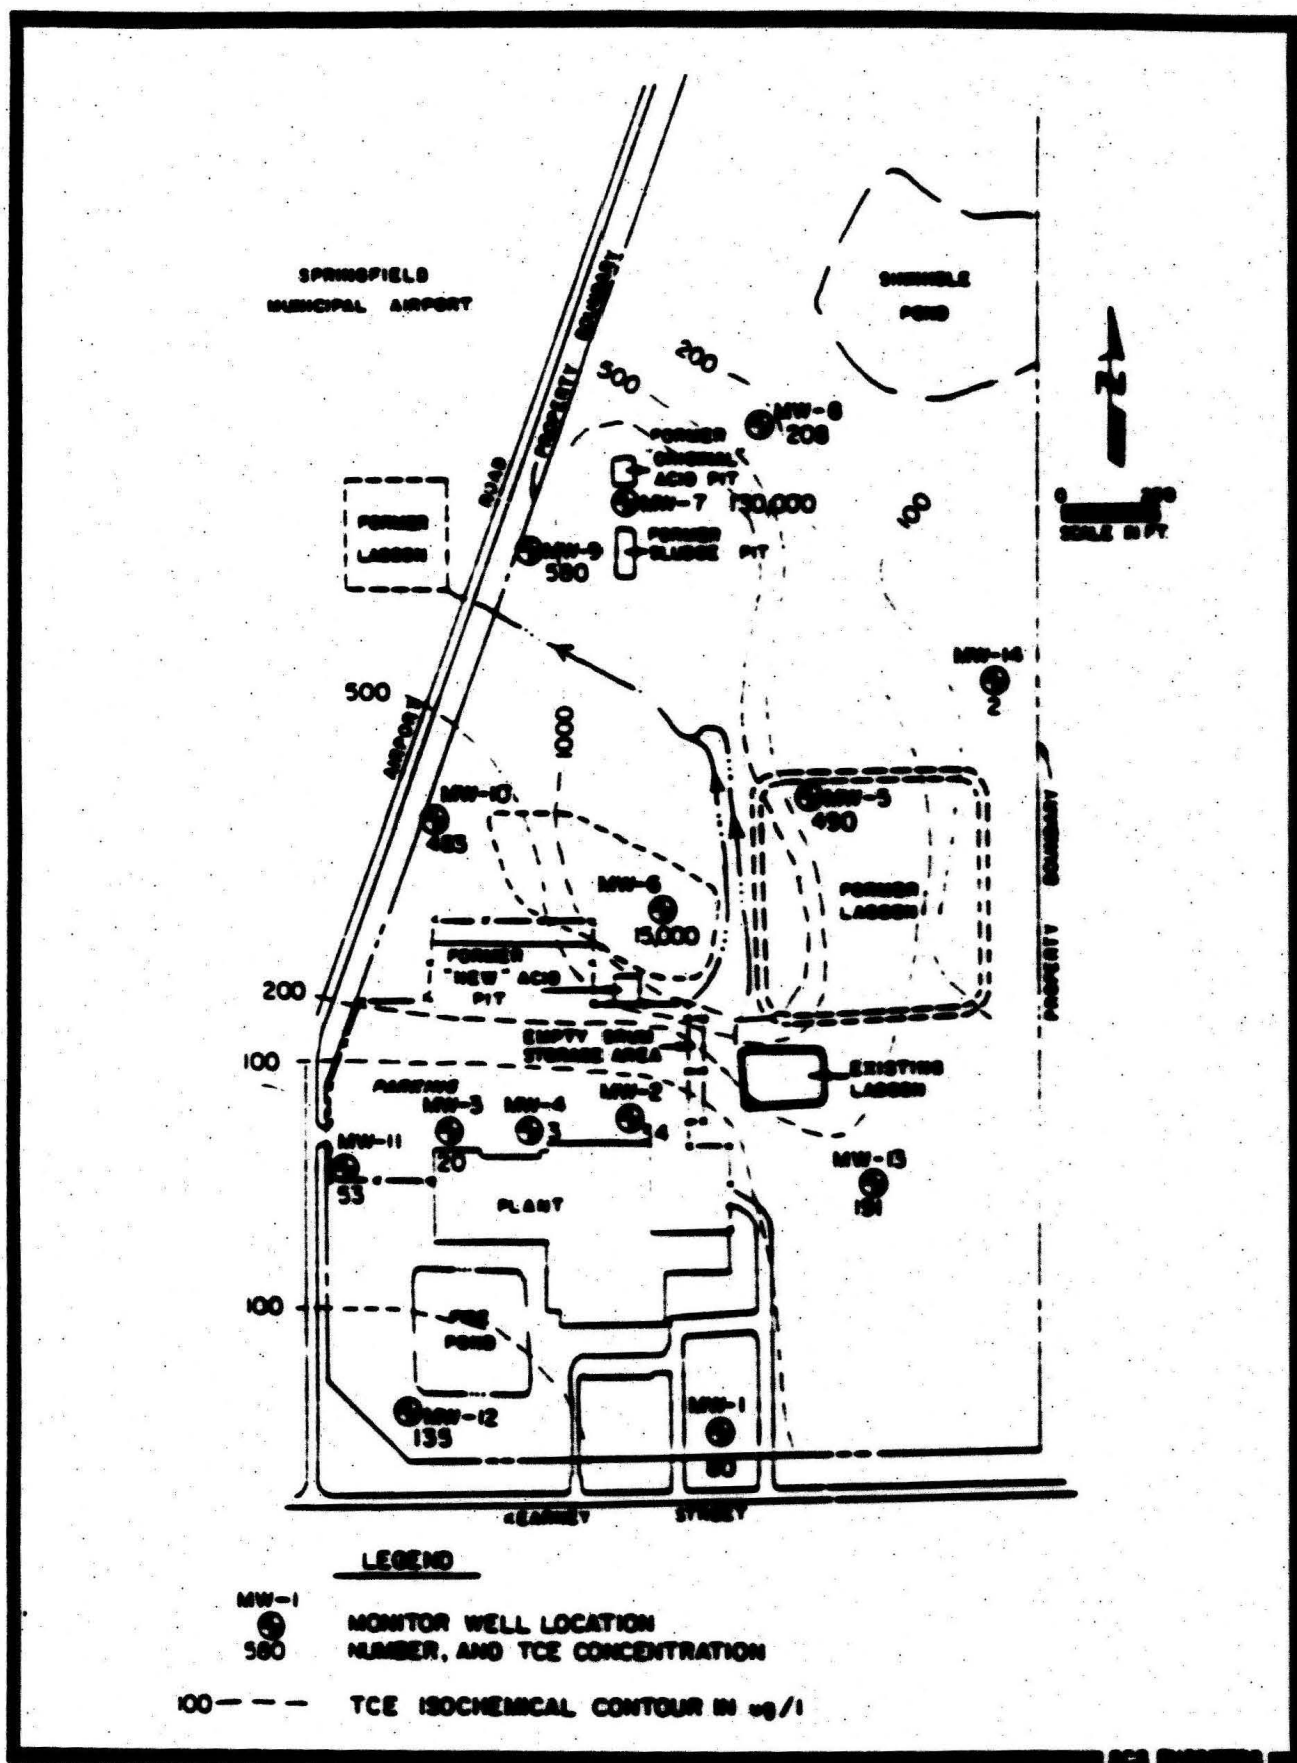 SPRINGFIELD
MUNICIPAL AIRPORT
PROPERTY BOUNDARY
POND
200
500
MW-8
208
FORMER
"ORIGINAL"
ACID PIT
MW-7 130,000
FORMER
SLUDGE PIT
MW-9
580
ROAD
FORMER
LAGOON
100
N
0 200
SCALE IN FT.
MW-14
2
500
AIRPORT
1000
MW-10
485
MW-5
490
FORMER
LAGOON
PROPERTY BOUNDARY
MW-6
15,000
FORMER
"NEW" ACID
PIT
200
EMPTY DRUM
STORAGE AREA
EXISTING
LAGOON
100
PARKING
MW-3
20
MW-4
3
MW-2
54
MW-11
53
MW-13
191
PLANT
100
FIRE
POND
MW-12
135
MW-1
KEARNEY STREET
LEGEND
MW-1
580
MONITOR WELL LOCATION
NUMBER, AND TCE CONCENTRATION
100 TCE ISOCHEMICAL CONTOUR IN ug/l